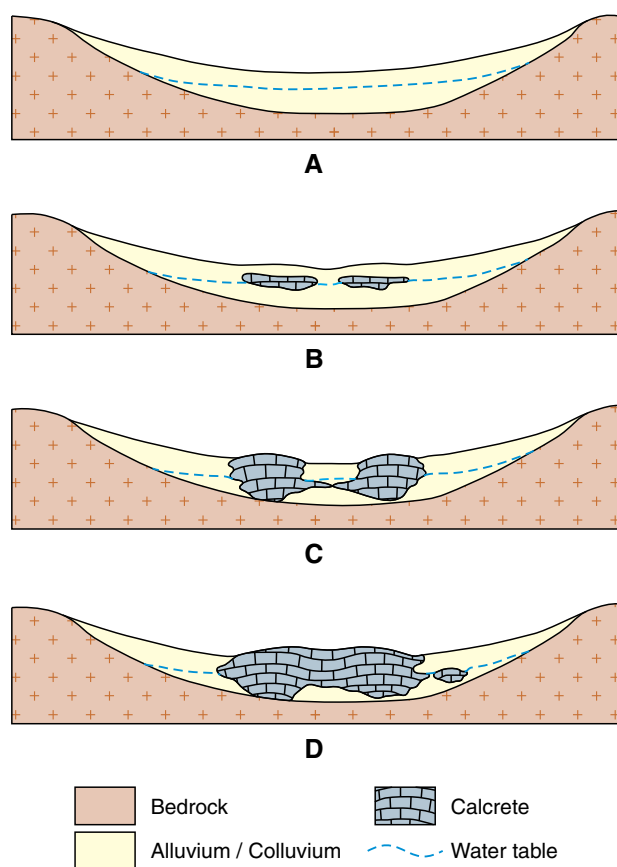 A
B
C
D
Bedrock
Calcrete
Alluvium / Colluvium
Water table